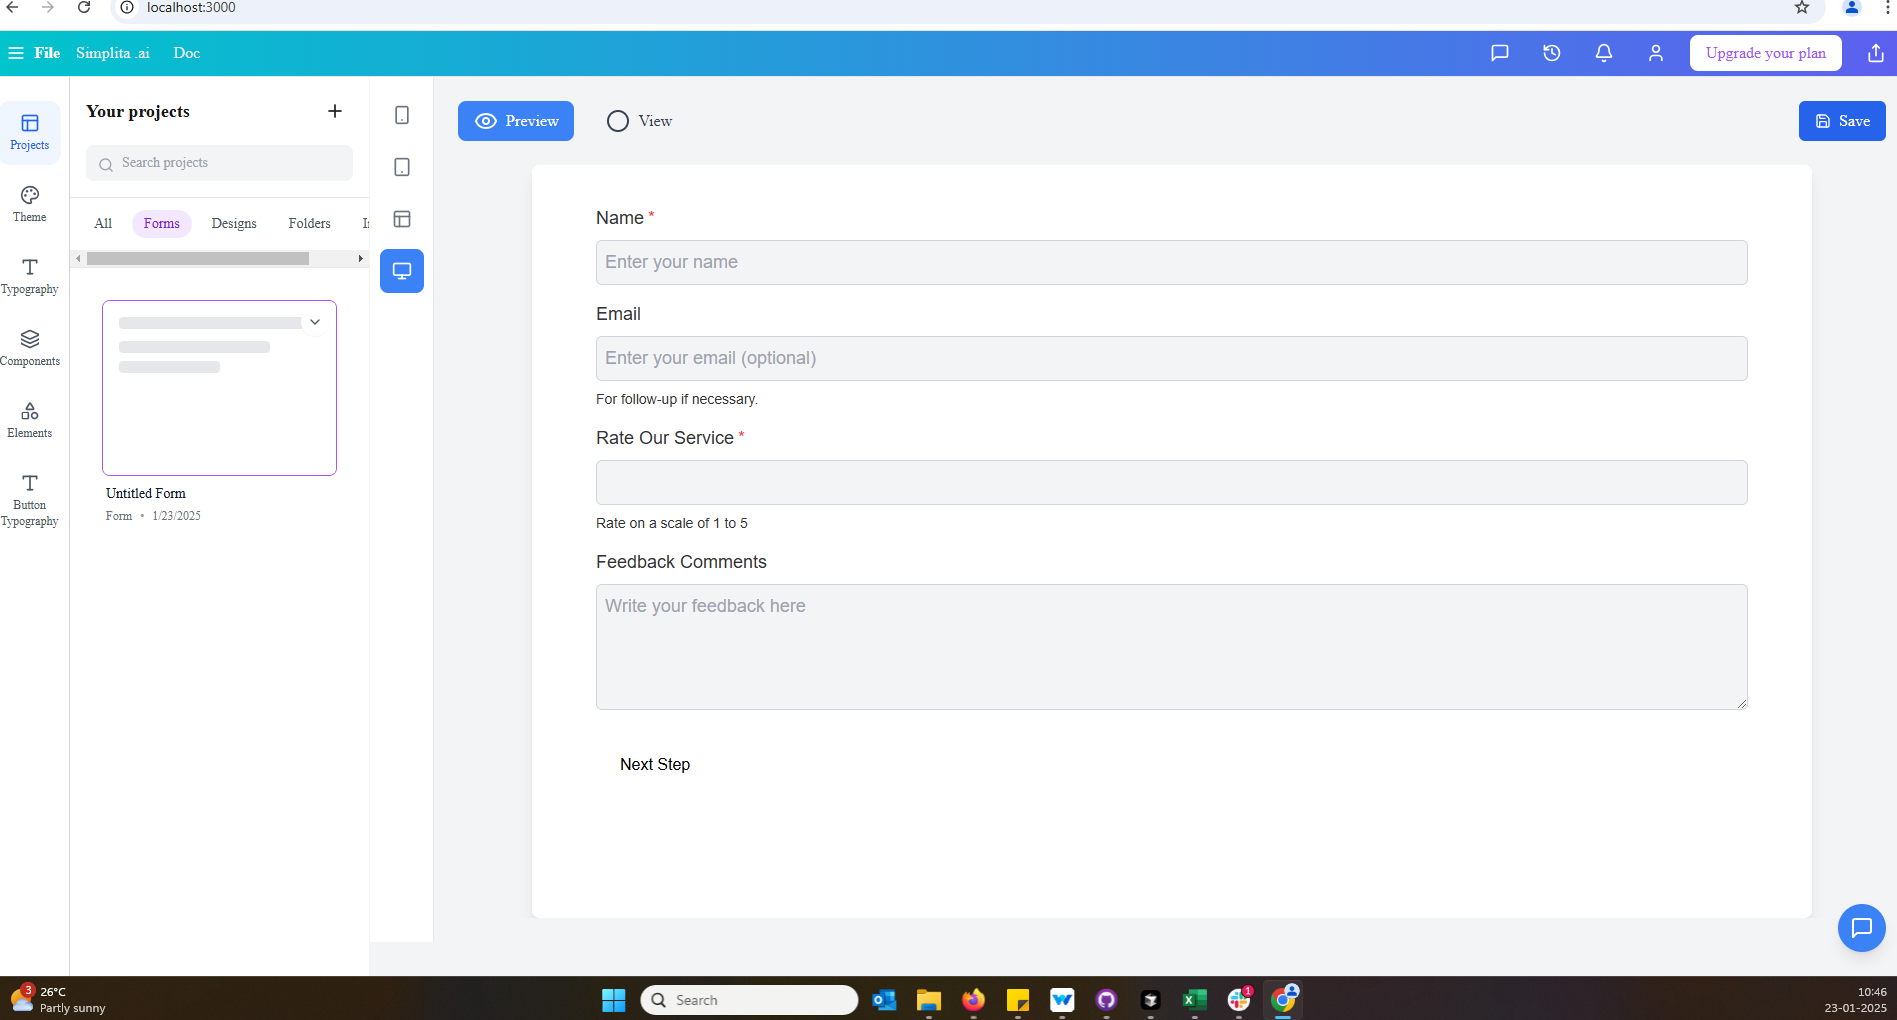 localhost:3000
File Simplita .ai Doc
Upgrade your plan
Projects
Theme
Typography
Components
Elements
Button
Typography
Your projects
Search projects
All Forms Designs Folders
Untitled Form
Form • 1/23/2025
Preview View
Save
Name *
Enter your name
Email
Enter your email (optional)
For follow-up if necessary.
Rate Our Service *
Rate on a scale of 1 to 5
Feedback Comments
Write your feedback here
Next Step
3
26°C
Partly sunny
Search
1
10:46
23-01-2025